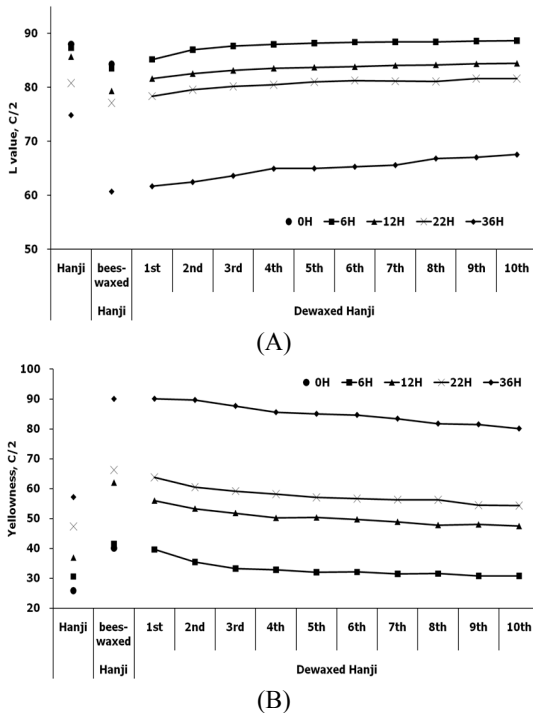 90
80
70
60
50
L value, C/2
0H 6H 12H 22H 36H
Hanji bees-waxed 1st 2nd 3rd 4th 5th 6th 7th 8th 9th 10th
Hanji Dewaxed Hanji
(A)
100
90
80
70
60
50
40
30
20
Yellowness, C/2
0H 6H 12H 22H 36H
Hanji bees-waxed 1st 2nd 3rd 4th 5th 6th 7th 8th 9th 10th
Hanji Dewaxed Hanji
(B)